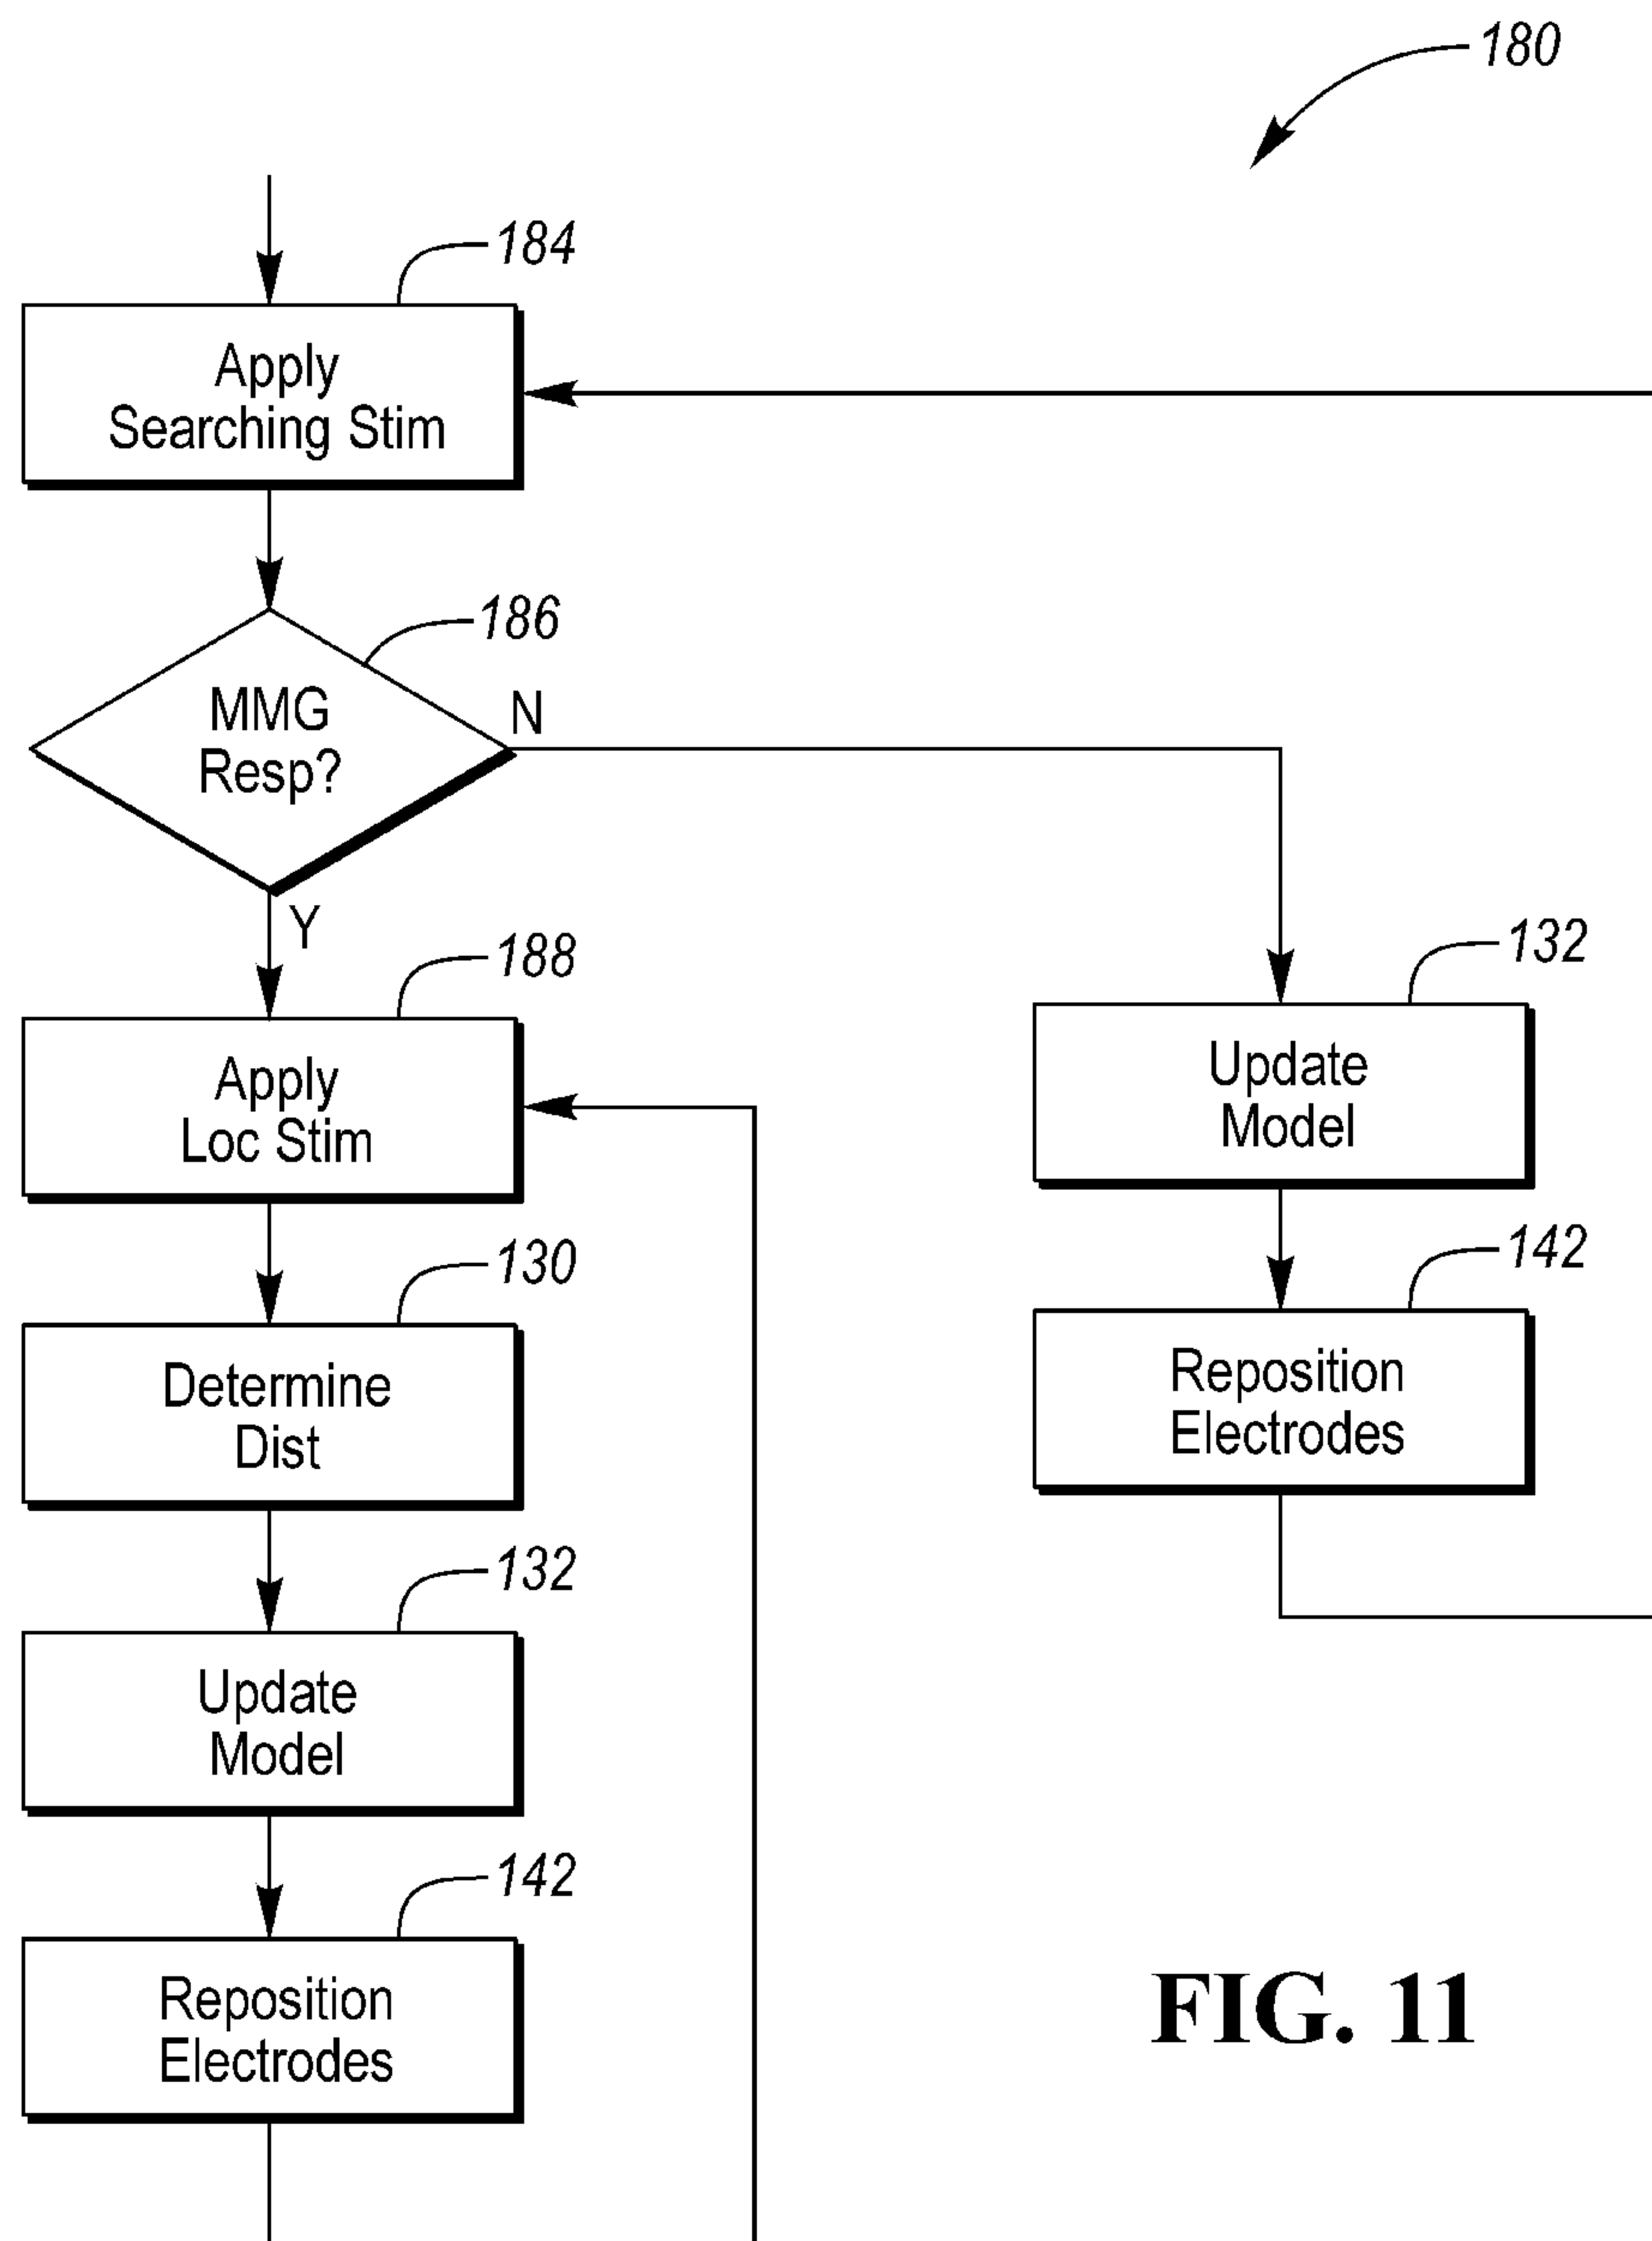 180
184
Apply
Searching Stim
186
MMG
Resp?
N
Y
188
Apply
Loc Stim
132
Update
Model
130
Determine
Dist
142
Reposition
Electrodes
132
Update
Model
142
Reposition
Electrodes
FIG. 11